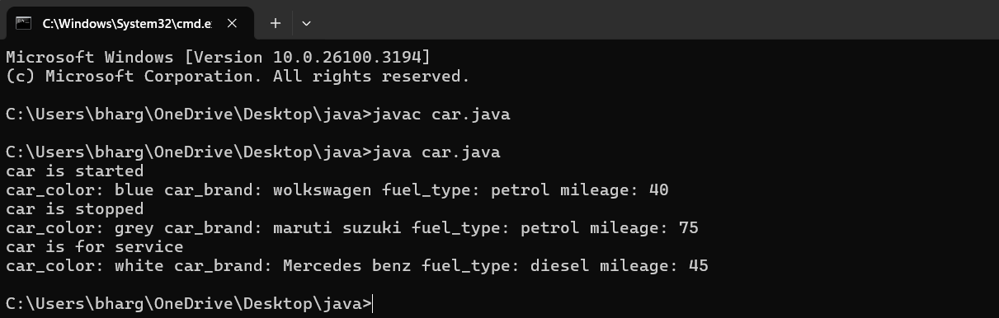 C:\Windows\System32\cmd.e
Microsoft Windows [Version 10.0.26100.3194]
(c) Microsoft Corporation. All rights reserved.
C:\Users\bharg\OneDrive\Desktop\java>javac car.java
C:\Users\bharg\OneDrive\Desktop\java>java car.java
car is started
car_color: blue car_brand: wolkswagen fuel_type: petrol mileage: 40
car is stopped
car_color: grey car_brand: maruti suzuki fuel_type: petrol mileage: 75
car is for service
car_color: white car_brand: Mercedes benz fuel_type: diesel mileage: 45
C:\Users\bharg\OneDrive\Desktop\java>